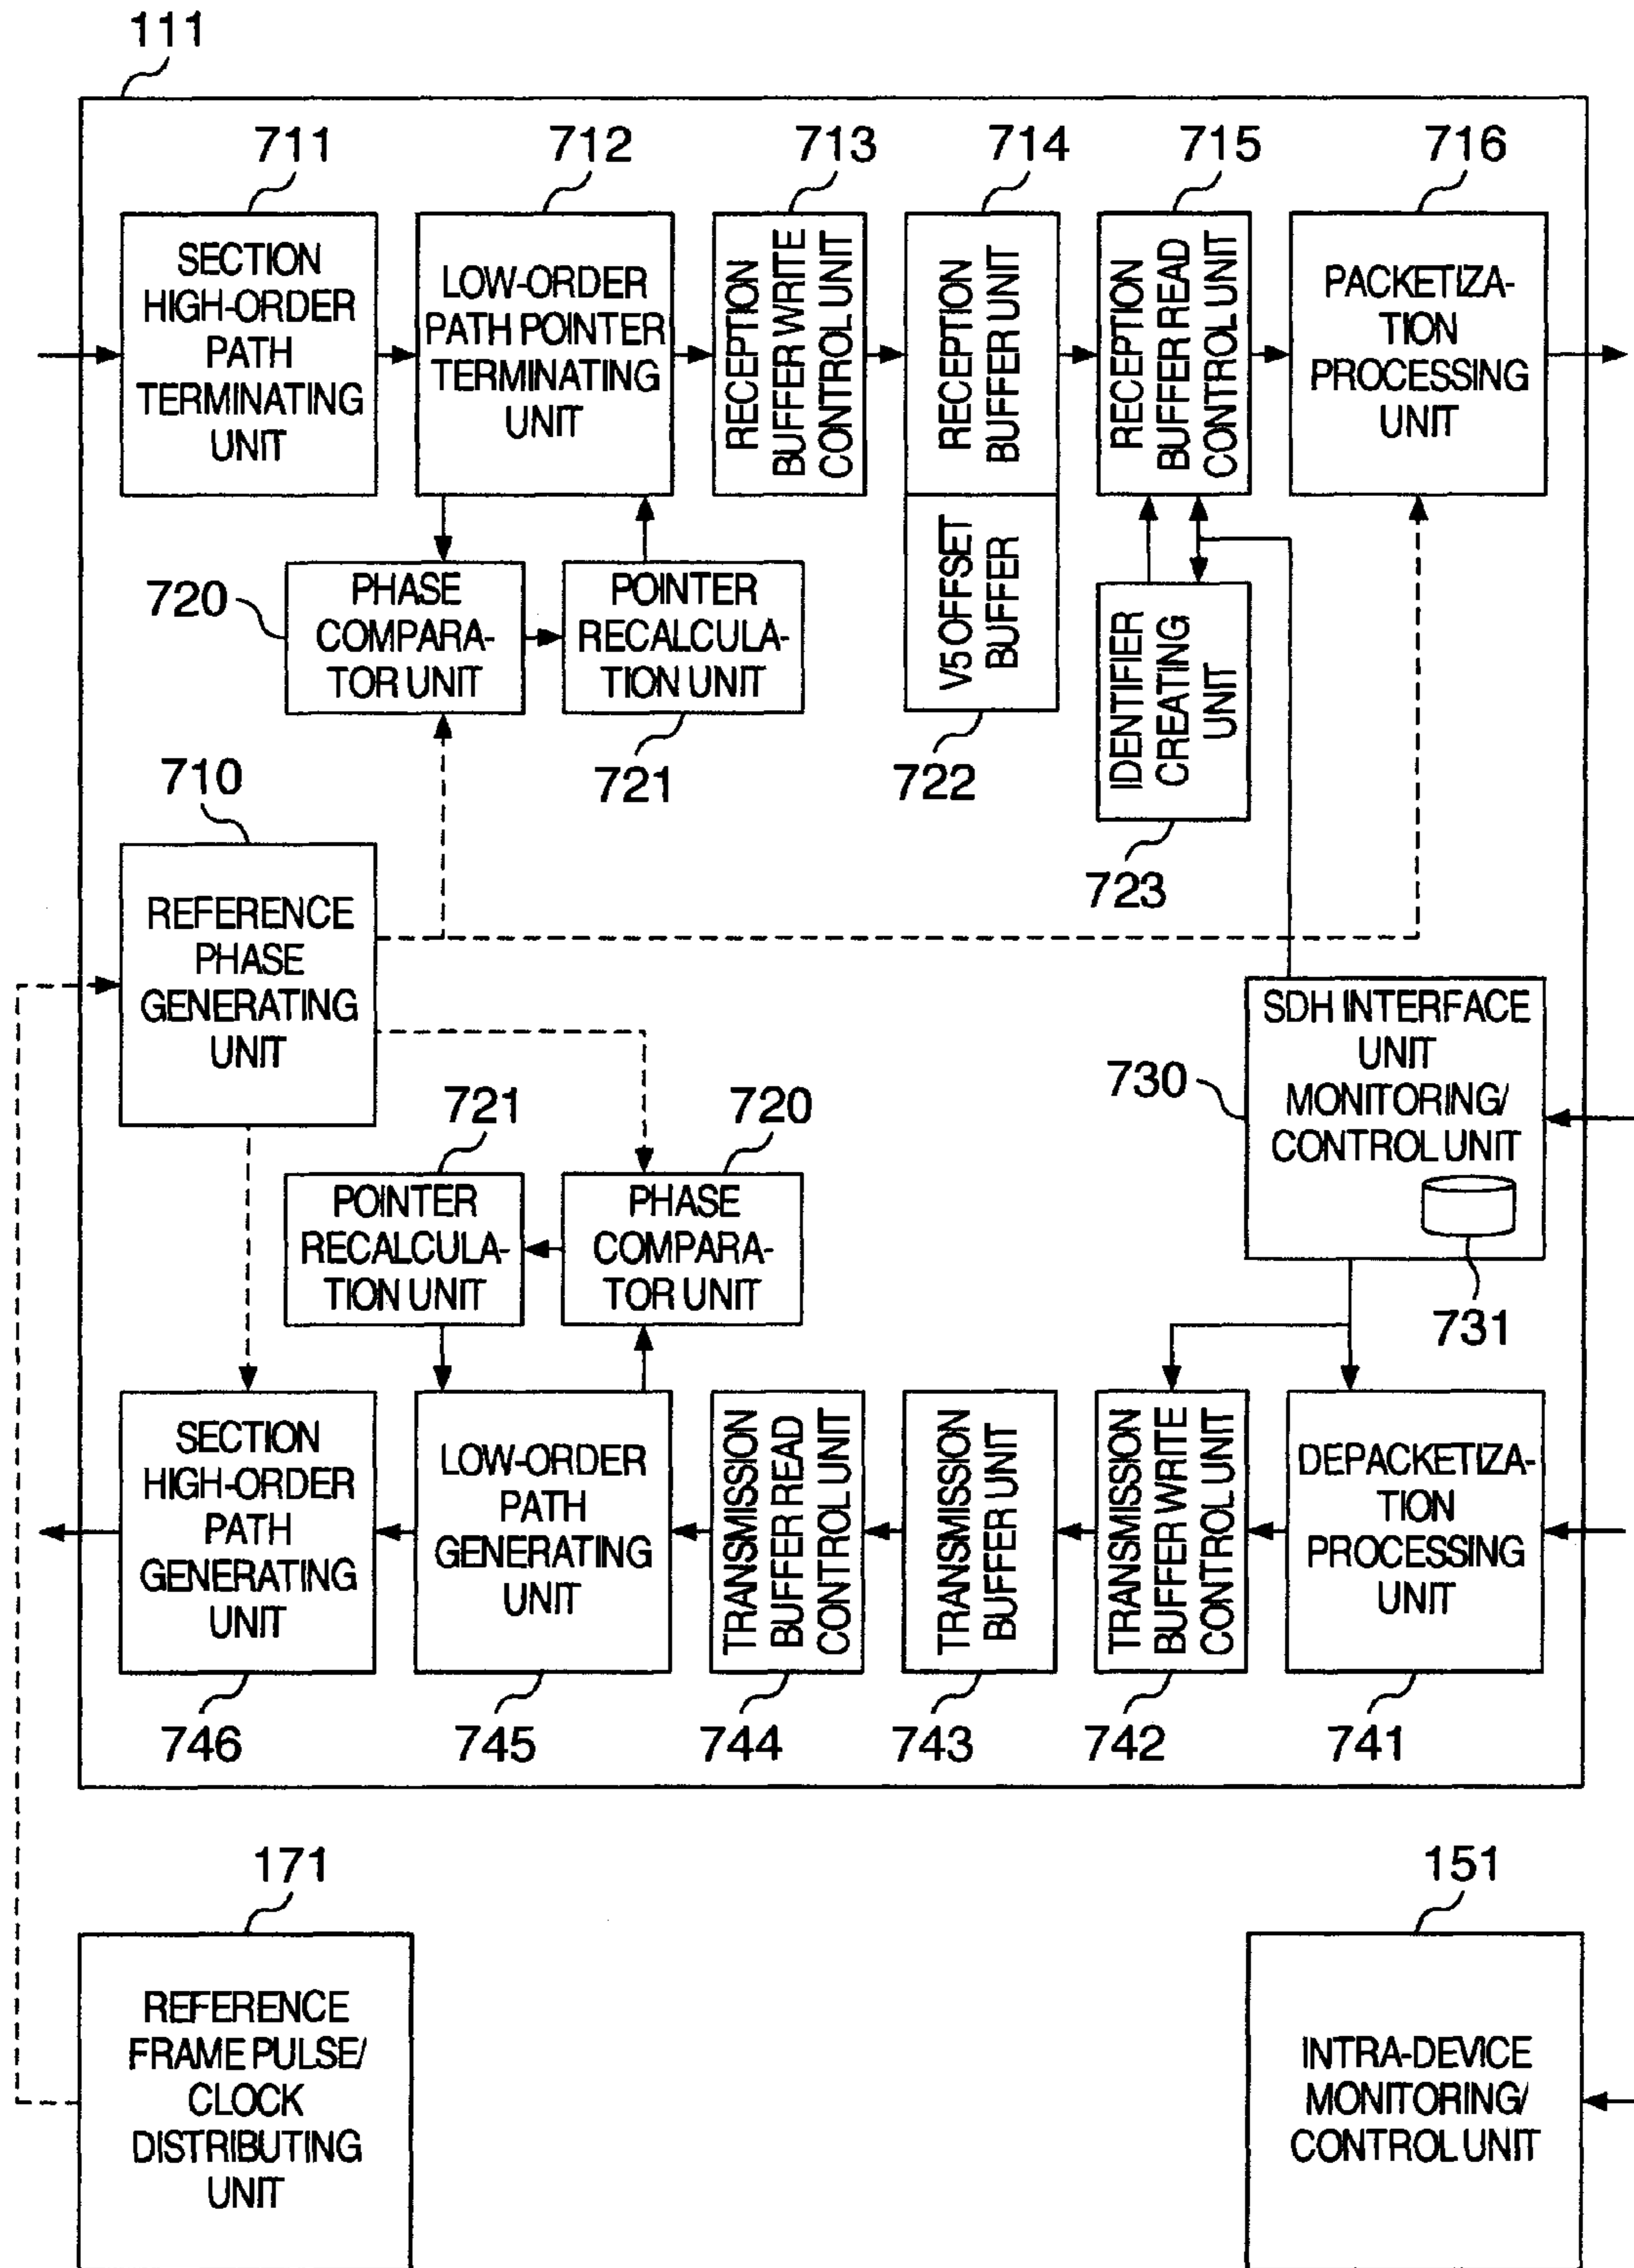 111
711
712
713
714
715
716
SECTION
HIGH-ORDER
PATH
TERMINATING
UNIT
LOW-ORDER
PATH POINTER
TERMINATING
UNIT
RECEPTION
BUFFER WRITE
CONTROL UNIT
RECEPTION
BUFFER UNIT
RECEPTION
BUFFER READ
CONTROL UNIT
PACKETIZA-
TION
PROCESSING
UNIT
720
PHASE
COMPARA-
TOR UNIT
POINTER
RECALCULA-
TION UNIT
721
V5 OFFSET
BUFFER
722
IDENTIFIER
CREATING
UNIT
723
710
REFERENCE
PHASE
GENERATING
UNIT
730
SDH INTERFACE
UNIT
MONITORING/
CONTROL UNIT
731
721
720
POINTER
RECALCULA-
TION UNIT
PHASE
COMPARA-
TOR UNIT
SECTION
HIGH-ORDER
PATH
GENERATING
UNIT
LOW-ORDER
PATH
GENERATING
UNIT
TRANSMISSION
BUFFER READ
CONTROL UNIT
TRANSMISSION
BUFFER UNIT
TRANSMISSION
BUFFER WRITE
CONTROL UNIT
DEPACKETIZA-
TION
PROCESSING
UNIT
746
745
744
743
742
741
171
151
REFERENCE
FRAME PULSE/
CLOCK
DISTRIBUTING
UNIT
INTRA-DEVICE
MONITORING/
CONTROL UNIT